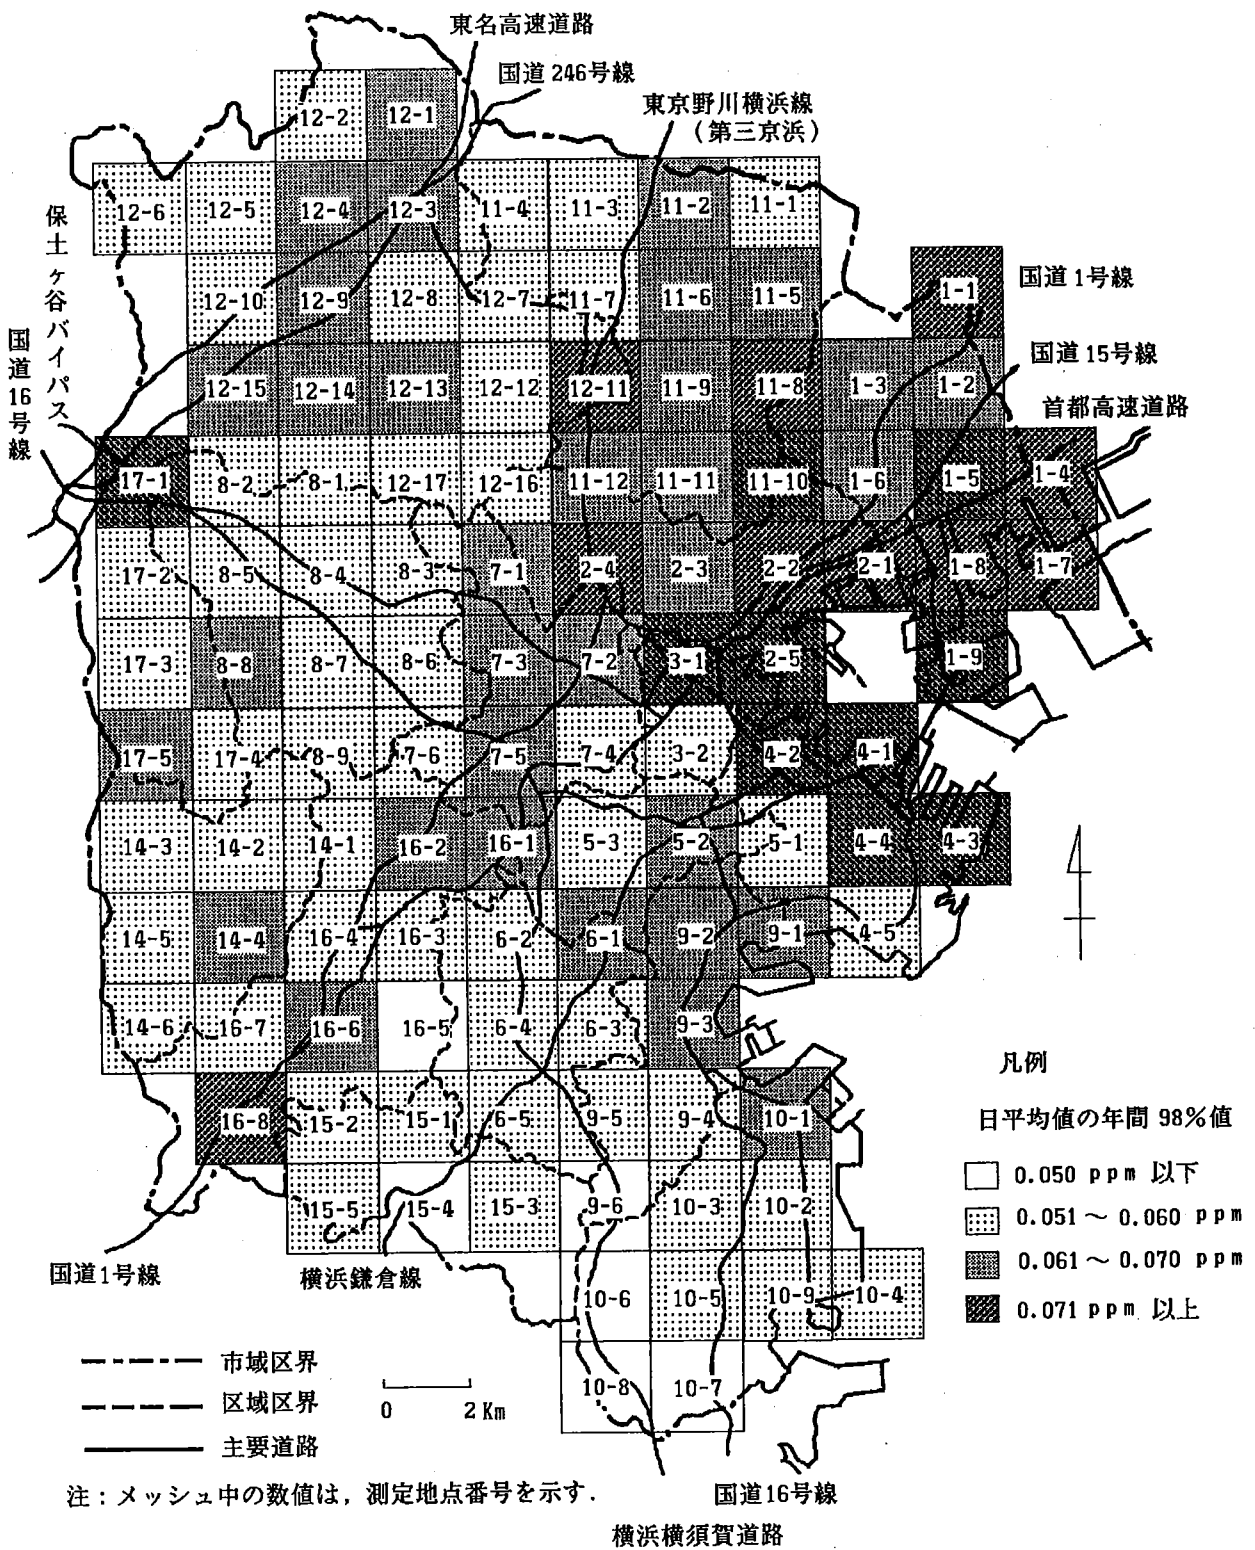 東名高速道路
国道246号線
東京野川横浜線
(第三京浜)
12-2 12-1
12-6 12-5 12-4 12-3 11-4 11-3 11-2 11-1
保土ヶ谷バイパス
国道16号線
12-10 12-9 12-8 12-7 11-7 11-6 11-5 1-1
国道1号線
国道15号線
首都高速道路
12-15 12-14 12-13 12-12 12-11 11-9 11-8 1-3 1-2
17-1 8-2 8-1 12-17 12-16 11-12 11-11 11-10 1-6 1-5 1-4
17-2 8-5 8-4 8-3 7-1 2-4 2-3 2-2 2-1 1-8 1-7
17-3 8-8 8-7 8-6 7-3 7-2 3-1 2-5 1-9
17-5 17-4 8-9 7-6 7-5 7-4 3-2 4-2 4-1
14-3 14-2 14-1 16-2 16-1 5-3 5-2 5-1 4-4 4-3
14-5 14-4 16-4 16-3 6-2 6-1 9-2 9-1 4-5
14-6 16-7 16-6 16-5 6-4 6-3 9-3
16-8 15-2 15-1 6-5 9-5 9-4 10-1
15-5 15-4 15-3 9-6 10-3 10-2
10-6 10-5 10-9 10-4
10-8 10-7
凡例
日平均値の年間98%値
0.050 ppm 以下
0.051〜0.060 ppm
0.061〜0.070 ppm
0.071 ppm 以上
国道1号線
横浜鎌倉線
市域区界
区域区界
主要道路
0 2Km
注:メッシュ中の数値は,測定地点番号を示す.
国道16号線
横浜横須賀道路